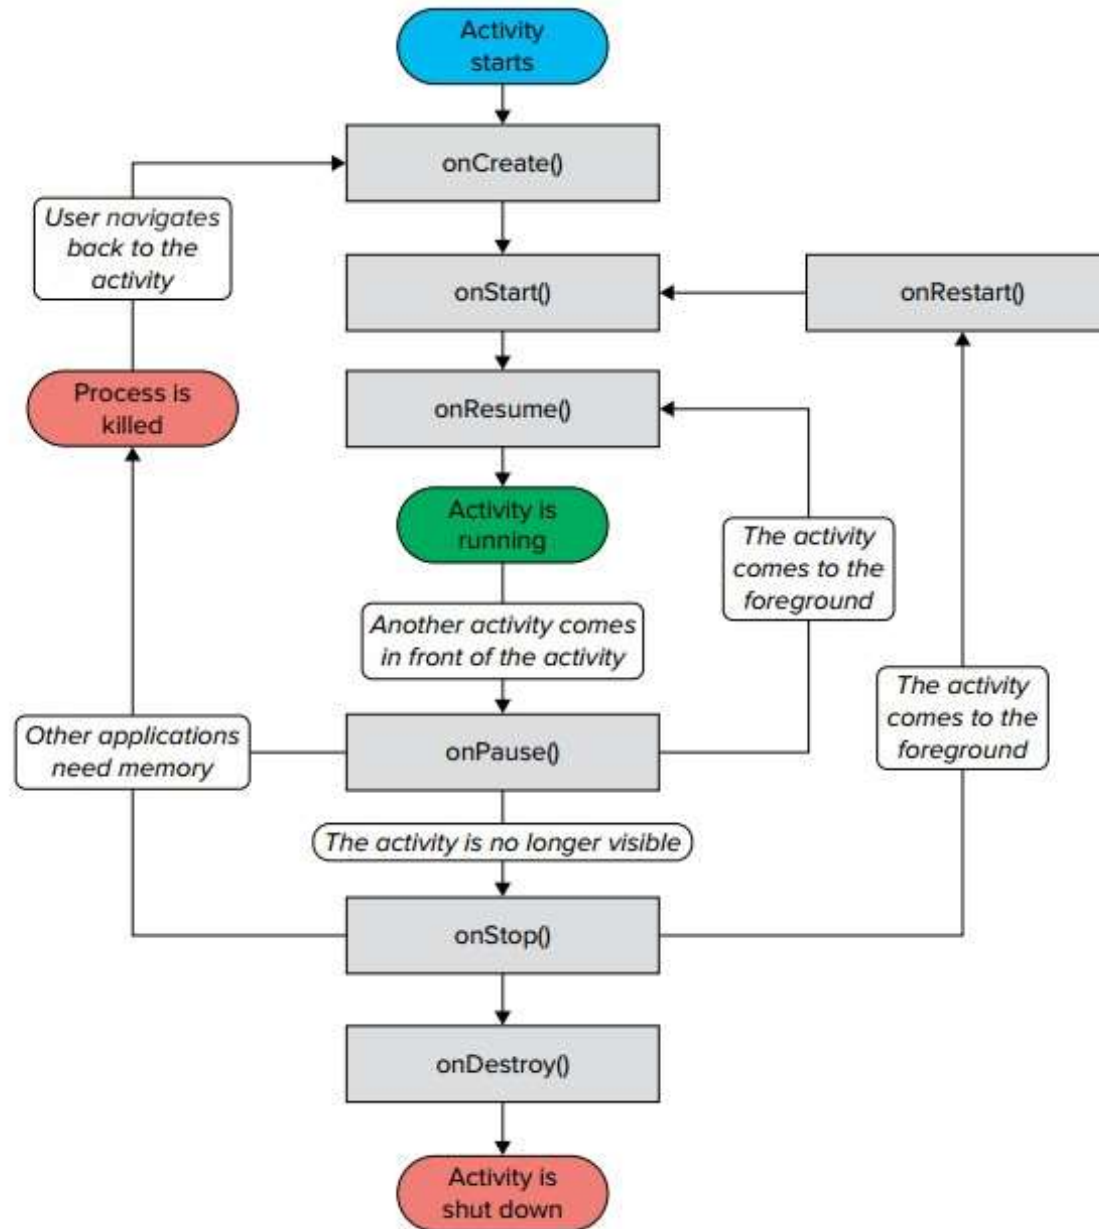 Activity
starts
onCreate()
User navigates
back to the
activity
onStart()
onRestart()
Process is
killed
onResume()
Activity is
running
The activity
comes to the
foreground
Another activity comes
in front of the activity
The activity
comes to the
foreground
Other applications
need memory
onPause()
The activity is no longer visible
onStop()
onDestroy()
Activity is
shut down